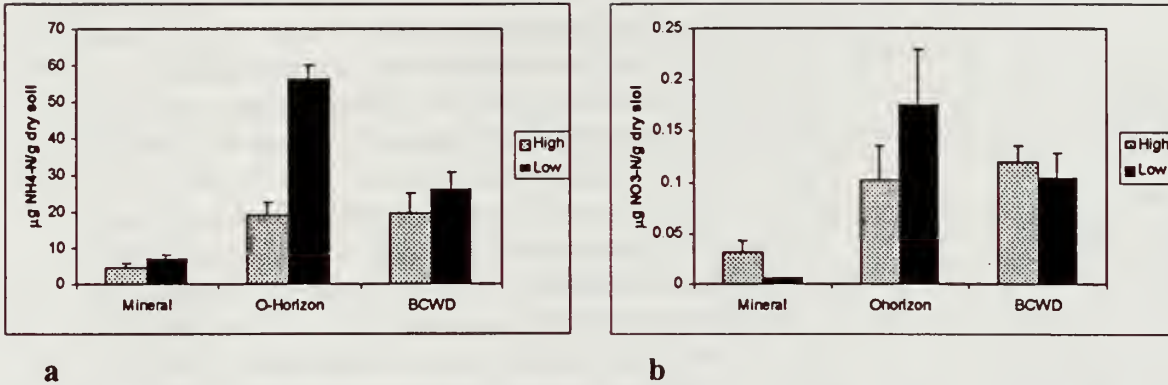 µg NH4-N/g dry soil
70
60
50
40
30
20
10
0
Mineral O-Horizon BCWD
High
Low
a
µg NO3-N/g dry slol
0.25
0.2
0.15
0.1
0.05
0
Mineral Ohorizon BCWD
High
Low
b